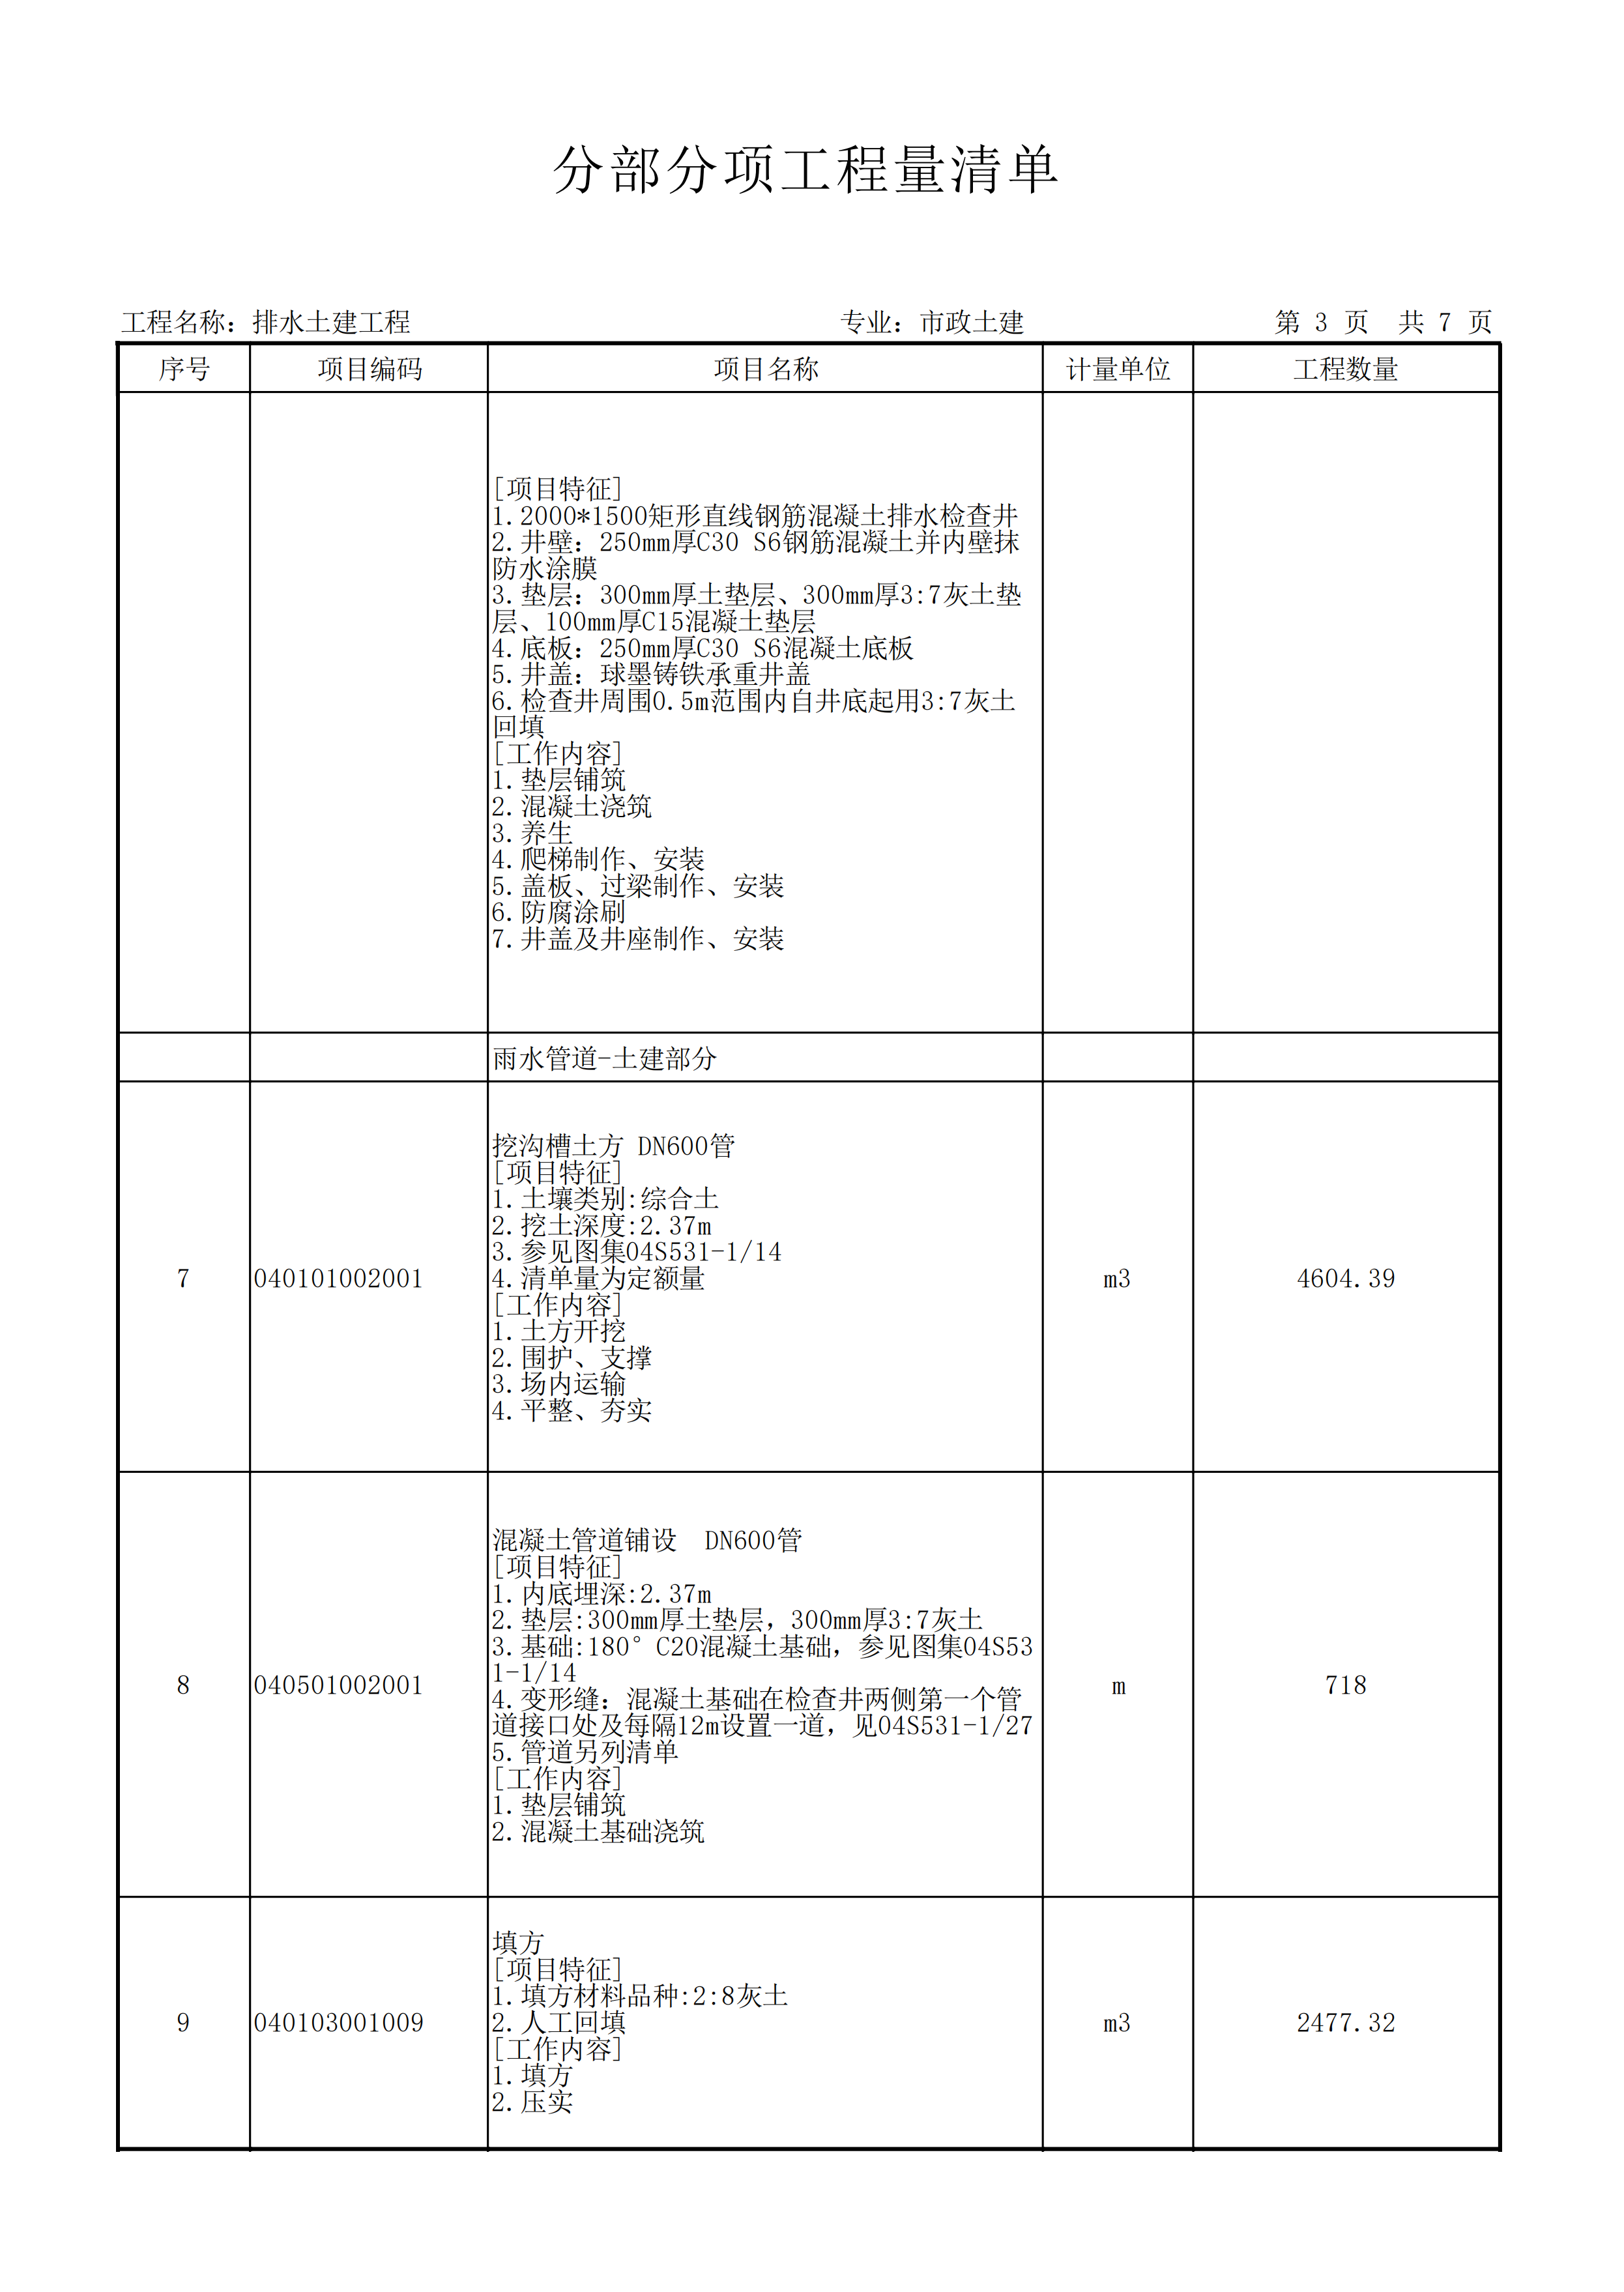 分部分项工程量清单
工程名称：排水土建工程 专业：市政土建 第 3 页 共 7 页
序号 项目编码 项目名称 计量单位 工程数量
[项目特征]
1.2000*1500矩形直线钢筋混凝土排水检查井
2.井壁：250mm厚C30 S6钢筋混凝土并内壁抹
防水涂膜
3.垫层：300mm厚土垫层、300mm厚3:7灰土垫
层、100mm厚C15混凝土垫层
4.底板：250mm厚C30 S6混凝土底板
5.井盖：球墨铸铁承重井盖
6.检查井周围0.5m范围内自井底起用3:7灰土
回填
[工作内容]
1.垫层铺筑
2.混凝土浇筑
3.养生
4.爬梯制作、安装
5.盖板、过梁制作、安装
6.防腐涂刷
7.井盖及井座制作、安装
雨水管道-土建部分
挖沟槽土方 DN600管
[项目特征]
1.土壤类别:综合土
2.挖土深度:2.37m
3.参见图集04S531-1/14
7 040101002001 4.清单量为定额量 m3 4604.39
[工作内容]
1.土方开挖
2.围护、支撑
3.场内运输
4.平整、夯实
混凝土管道铺设 DN600管
[项目特征]
1.内底埋深:2.37m
2.垫层:300mm厚土垫层，300mm厚3:7灰土
3.基础:180°C20混凝土基础，参见图集04S53
1-1/14
8 040501002001 m 718
4.变形缝：混凝土基础在检查井两侧第一个管
道接口处及每隔12m设置一道，见04S531-1/27
5.管道另列清单
[工作内容]
1.垫层铺筑
2.混凝土基础浇筑
填方
[项目特征]
1.填方材料品种:2:8灰土
9 040103001009 2.人工回填 m3 2477.32
[工作内容]
1.填方
2.压实